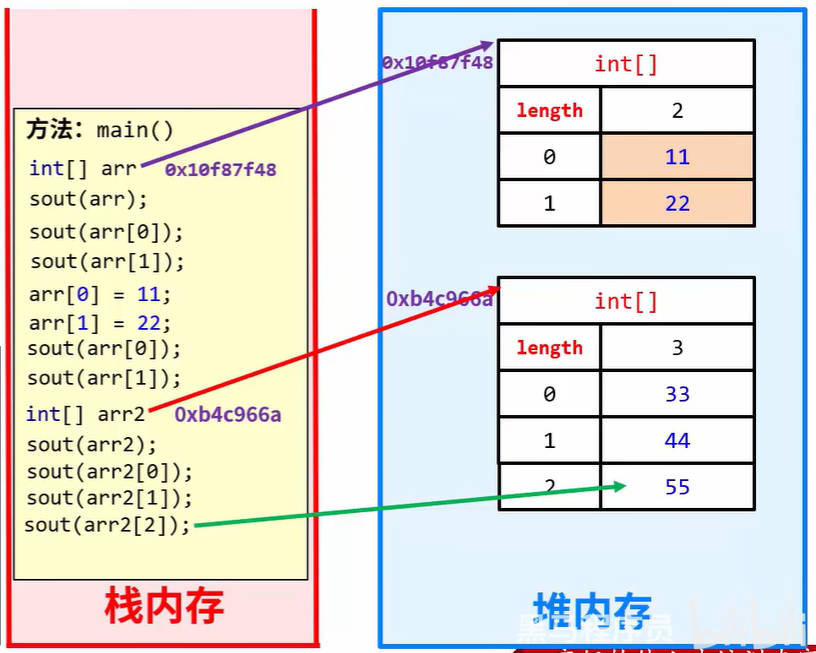 方法：main()
int[] arr 0x10f87f48
sout(arr);
sout(arr[0]);
sout(arr[1]);
arr[0] = 11;
arr[1] = 22;
sout(arr[0]);
sout(arr[1]);
int[] arr2 0xb4c966a
sout(arr2);
sout(arr2[0]);
sout(arr2[1]);
sout(arr2[2]);
栈内存
0x10f87f48
int[]
length 2
0 11
1 22
0xb4c966a
int[]
length 3
0 33
1 44
2 55
堆内存
黑马程序员